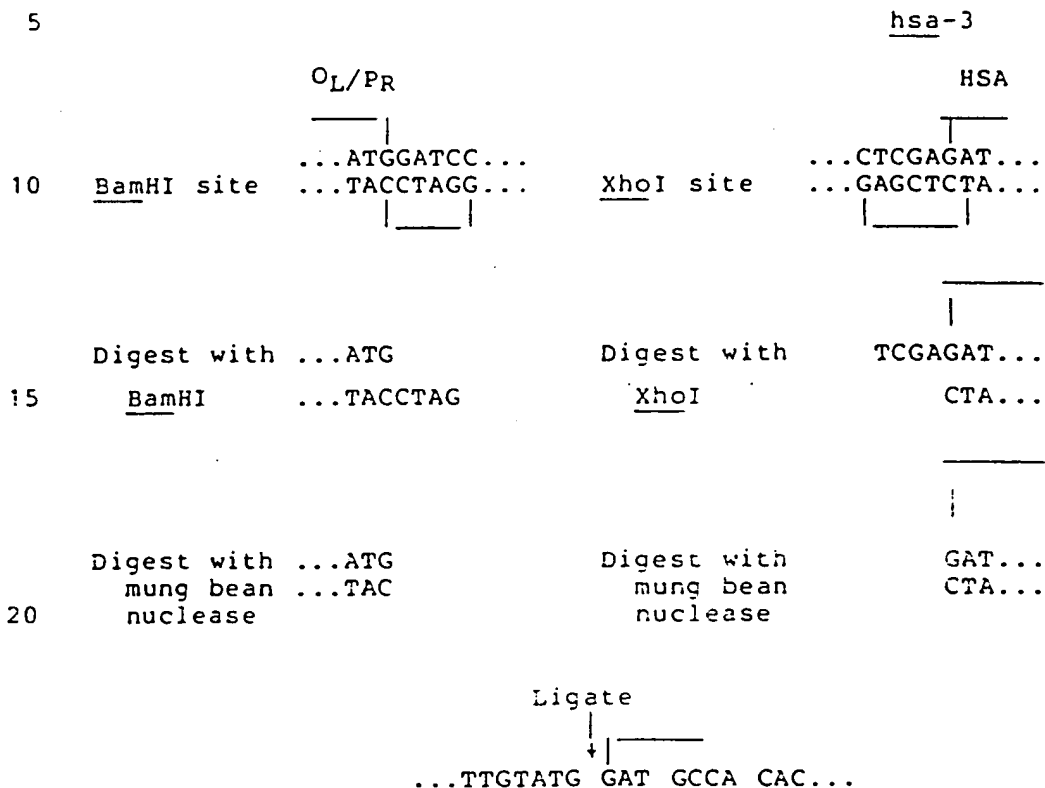 5 hsa-3
OL/PR HSA
...ATGGATCC... ...CTCGAGAT...
10 BamHI site ...TACCTAGG... XhoI site ...GAGCTCTA...
Digest with ...ATG Digest with TCGAGAT...
15 BamHI ...TACCTAG XhoI CTA...
Digest with ...ATG Digest with GAT...
mung bean ...TAC mung bean CTA...
20 nuclease nuclease
Ligate
...TTGTATG GAT GCCA CAC...